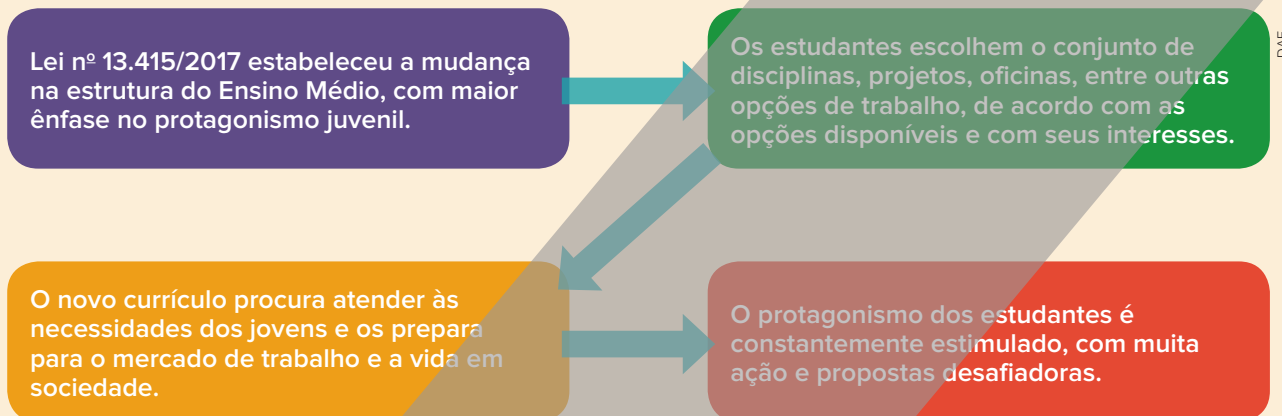 Lei nº 13.415/2017 estabeleceu a mudança
na estrutura do Ensino Médio, com maior
ênfase no protagonismo juvenil.
Os estudantes escolhem o conjunto de
disciplinas, projetos, oficinas, entre outras
opções de trabalho, de acordo com as
opções disponíveis e com seus interesses.
O novo currículo procura atender às
necessidades dos jovens e os prepara
para o mercado de trabalho e a vida em
sociedade.
O protagonismo dos estudantes é
constantemente estimulado, com muita
ação e propostas desafiadoras.
DAE